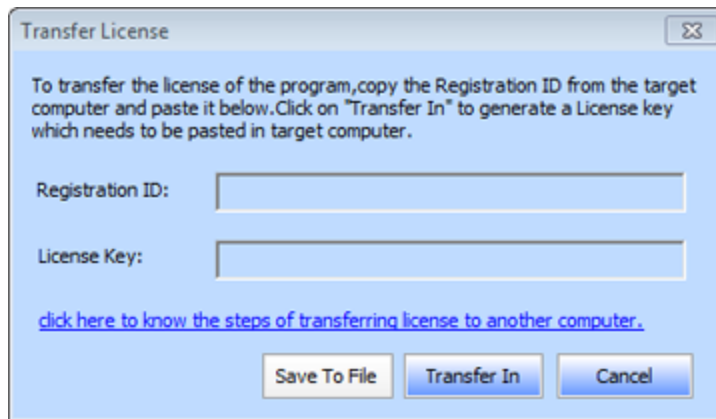 Transfer License
To transfer the license of the program,copy the Registration ID from the target
computer and paste it below.Click on "Transfer In" to generate a License key
which needs to be pasted in target computer.
Registration ID:
License Key:
click here to know the steps of transferring license to another computer.
Save To File Transfer In Cancel